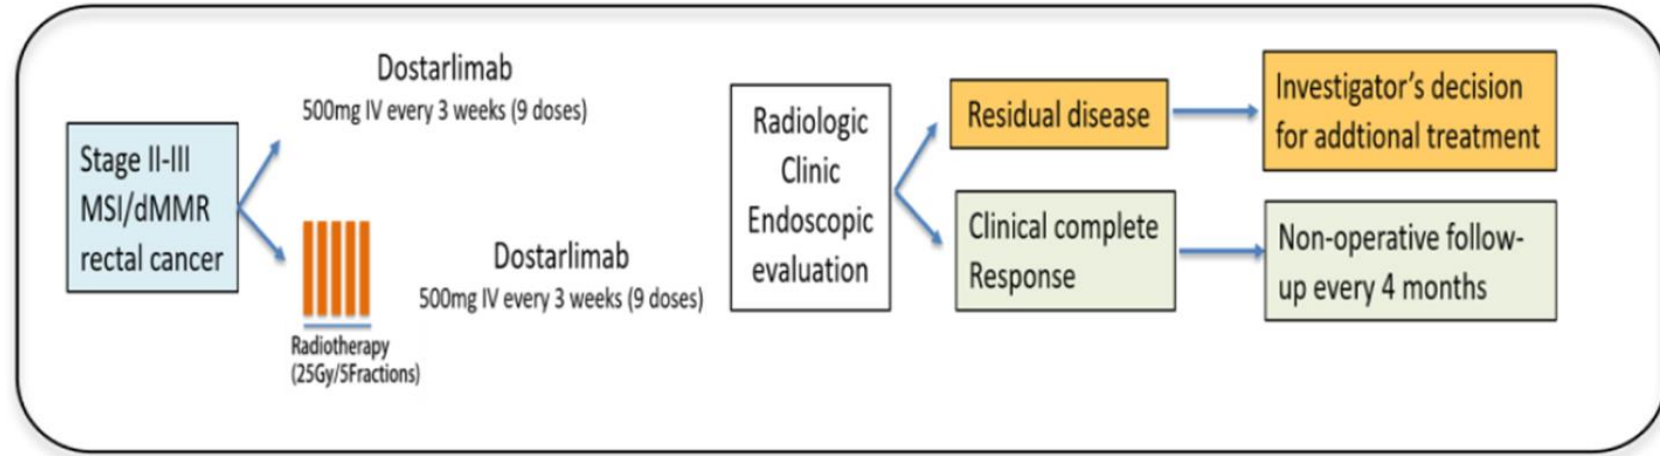 Stage II-III
MSI/dMMR
rectal cancer
Dostarlimab
500mg IV every 3 weeks (9 doses)
Radiotherapy
(25Gy/5Fractions)
Dostarlimab
500mg IV every 3 weeks (9 doses)
Radiologic
Clinic
Endoscopic
evaluation
Residual disease
Investigator's decision
for addtional treatment
Clinical complete
Response
Non-operative follow-
up every 4 months